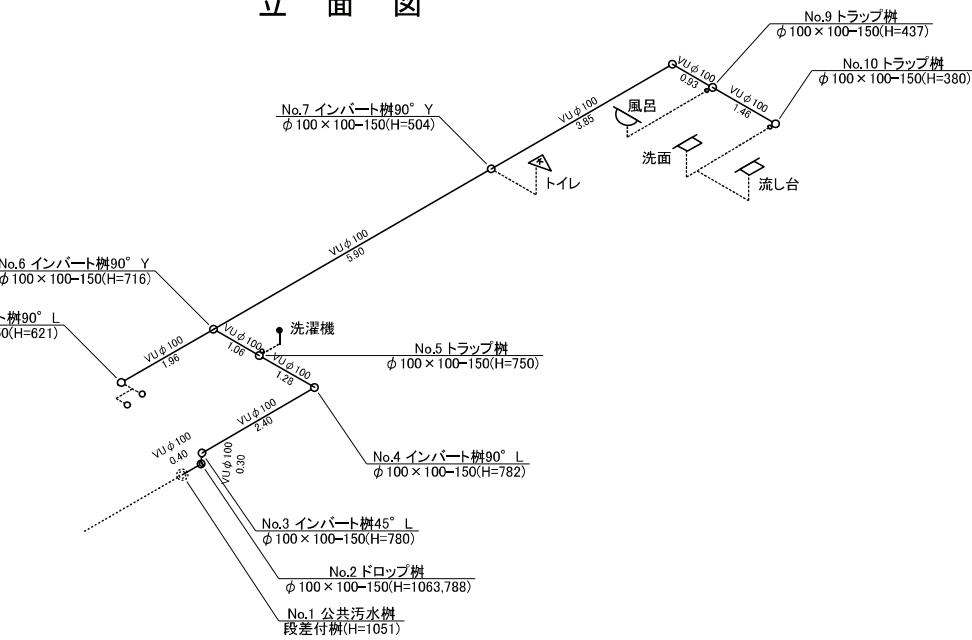 立面図
No.9 トラップ桝
φ100×100-150(H=437)
No.10 トラップ桝
φ100×100-150(H=380)
VUφ100
0.93
VUφ100
1.46
No.7 インバート桝90°Y
φ100×100-150(H=504)
VUφ100
3.85
風呂
洗面
流し台
トイレ
VUφ100
5.90
No.6 インバート桝90°Y
φ100×100-150(H=716)
ト桝90°L
50(H=621)
VUφ100
1.96
VUφ100
1.06
洗濯機
No.5 トラップ桝
φ100×100-150(H=750)
VUφ100
1.28
VUφ100
2.40
VUφ100
0.40
VUφ100
0.30
No.4 インバート桝90°L
φ100×100-150(H=782)
No.3 インバート桝45°L
φ100×100-150(H=780)
No.2 ドロップ桝
φ100×100-150(H=1063,788)
No.1 公共汚水桝
段差付桝(H=1051)